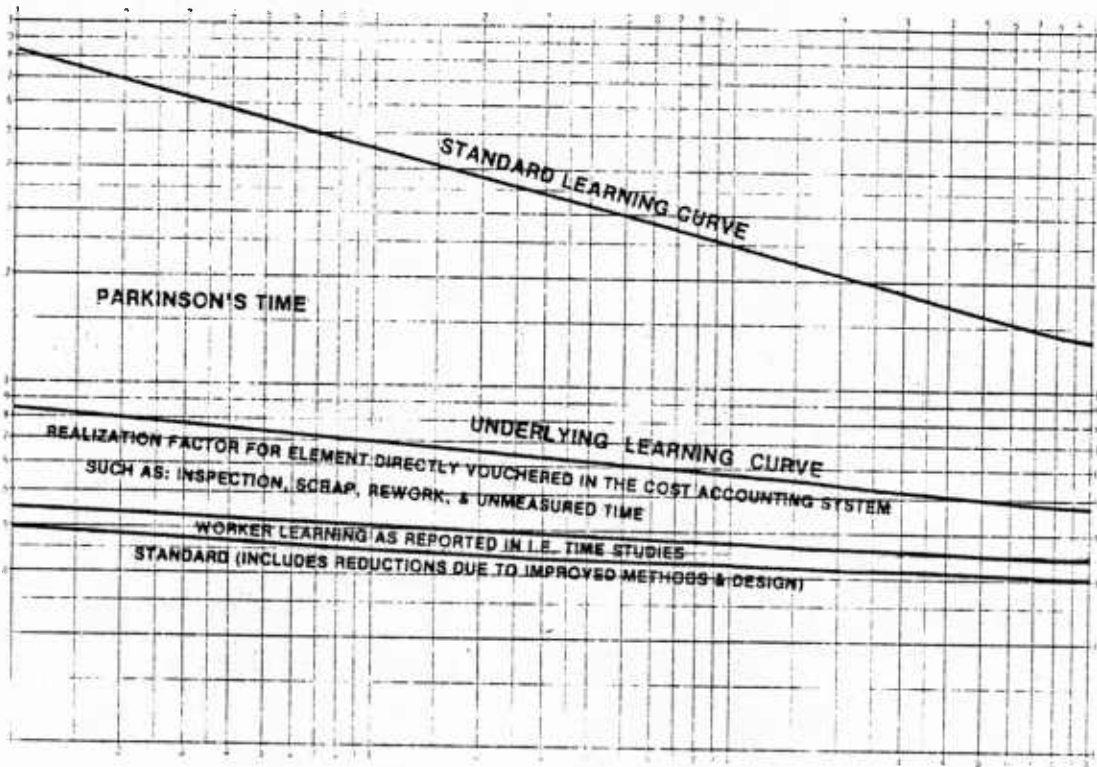 STANDARD LEARNING CURVE
PARKINSON'S TIME
UNDERLYING LEARNING CURVE
REALIZATION FACTOR FOR ELEMENT DIRECTLY VOUCHERED IN THE COST ACCOUNTING SYSTEM
SUCH AS: INSPECTION, SCRAP, REWORK, & UNMEASURED TIME
WORKER LEARNING AS REPORTED IN I.E. TIME STUDIES
STANDARD (INCLUDES REDUCTIONS DUE TO IMPROVED METHODS & DESIGN)